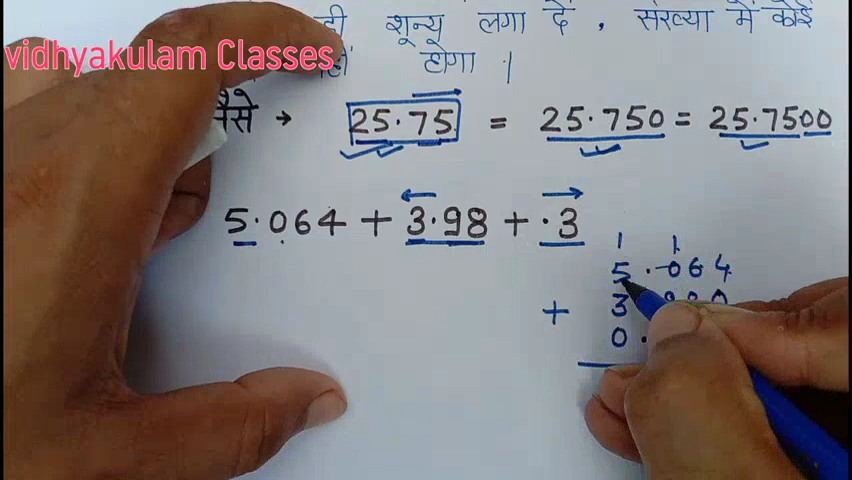 ही शून्य लगा दें , संख्या में कोई
vidhyakulam Classes
होगा |
जैसे → 25.75 = 25.750 = 25.7500
5.064 + 3.98 + .3
1 1
5.064
+ 3
0.